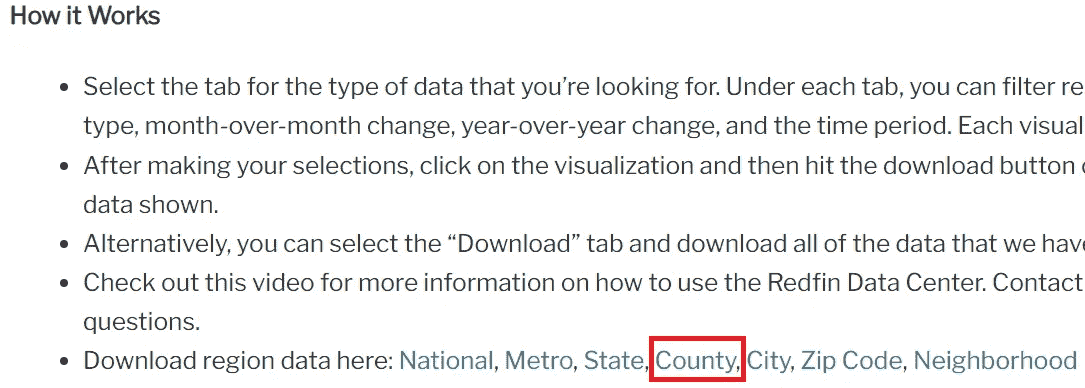 How it Works
• Select the tab for the type of data that you’re looking for. Under each tab, you can filter re
type, month-over-month change, year-over-year change, and the time period. Each visual
• After making your selections, click on the visualization and then hit the download button
data shown.
• Alternatively, you can select the “Download” tab and download all of the data that we have
• Check out this video for more information on how to use the Redfin Data Center. Contact
questions.
• Download region data here: National, Metro, State, County, City, Zip Code, Neighborhood